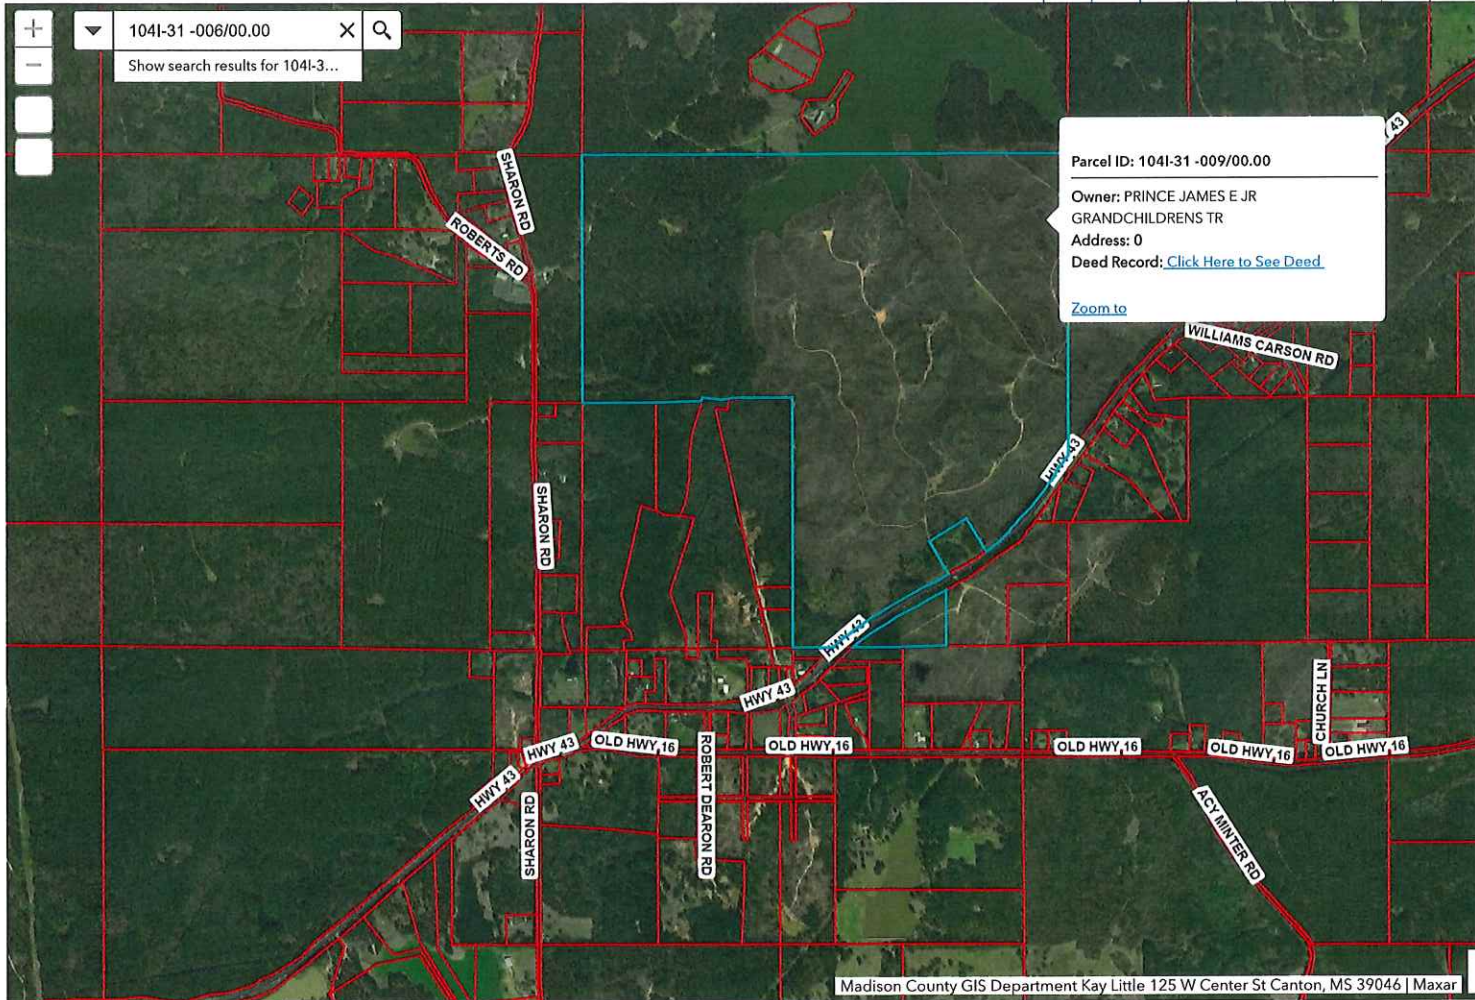 104I-31 -006/00.00
Show search results for 104I-3...
43
Parcel ID: 104I-31 -009/00.00
Owner: PRINCE JAMES E JR
GRANDCHILDRENS TR
Address: 0
Deed Record: Click Here to See Deed
Zoom to
SHARON RD
ROBERTS RD
WILLIAMS CARSON RD
HWY 43
SHARON RD
HWY 43
HWY 43
CHURCH LN
HWY 43
OLD HWY 16
OLD HWY 16
OLD HWY 16
OLD HWY 16
OLD HWY 16
HWY 43
SHARON RD
ROBERT DEARON RD
ACY MINTER RD
Madison County GIS Department Kay Little 125 W Center St Canton, MS 39046 | Maxar